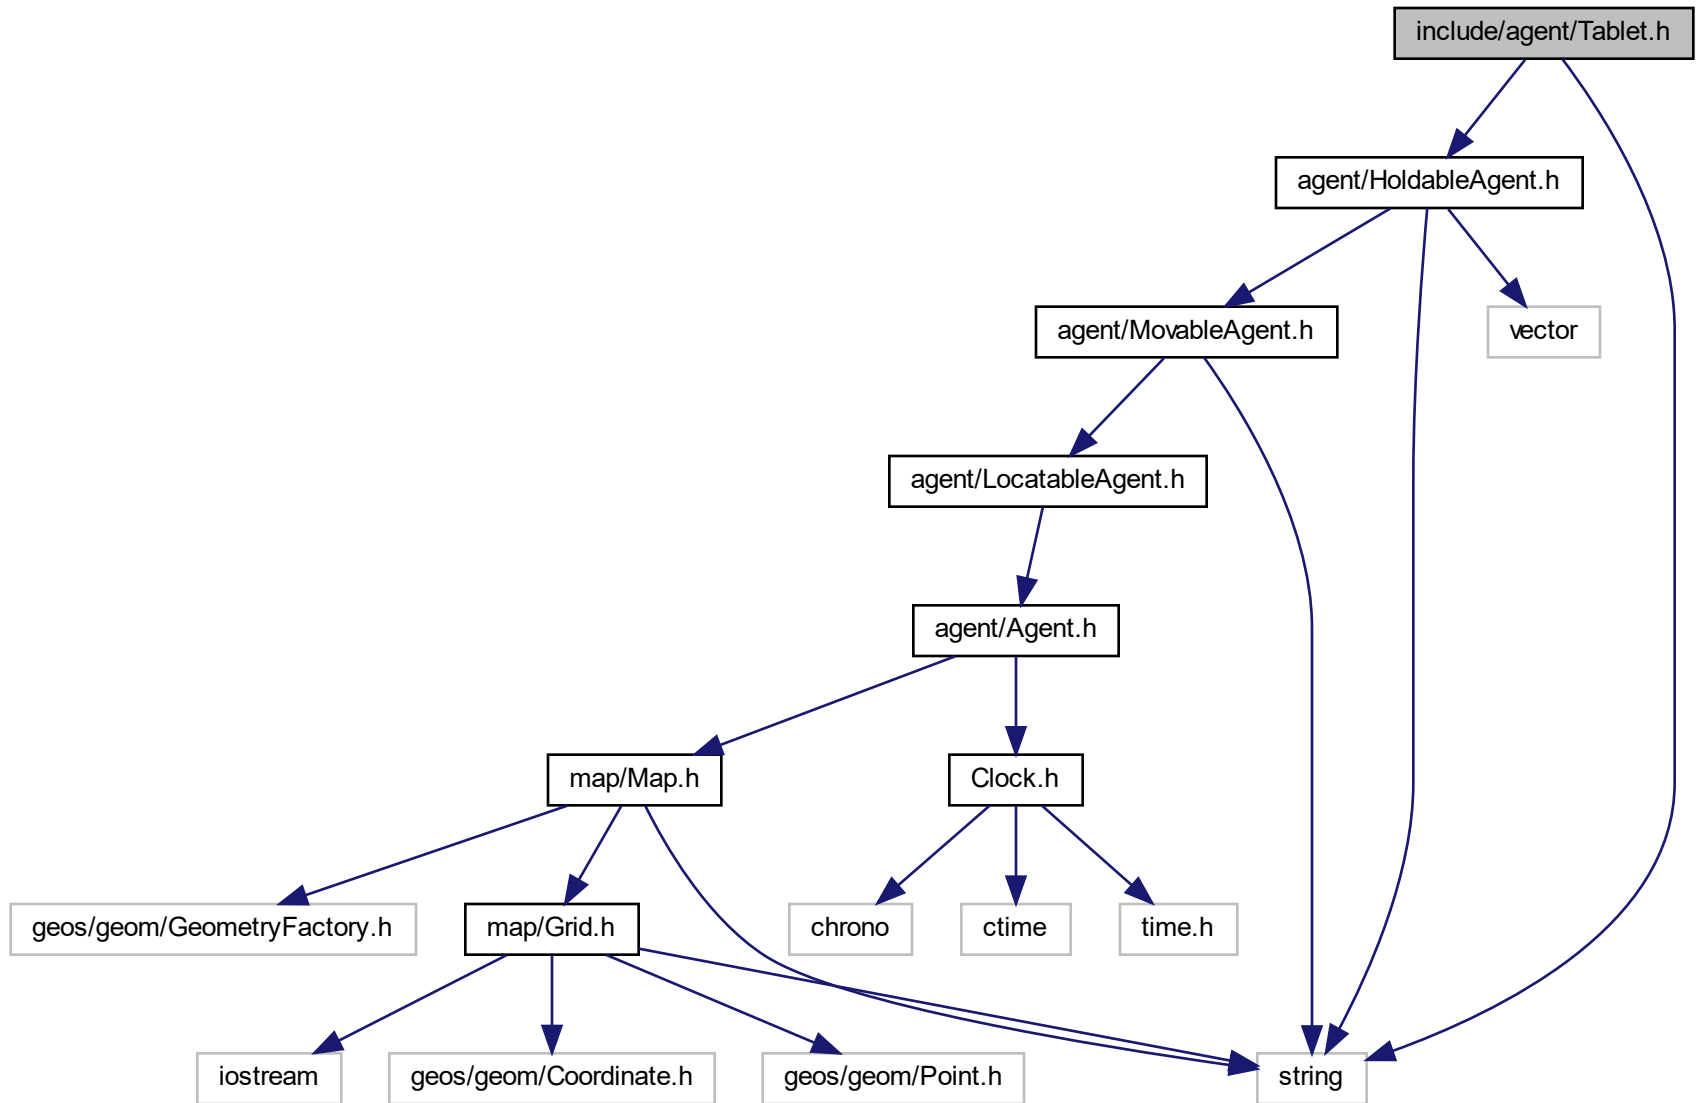 include/agent/Tablet.h
agent/HoldableAgent.h
agent/MovableAgent.h
vector
agent/LocatableAgent.h
agent/Agent.h
map/Map.h
Clock.h
geos/geom/GeometryFactory.h
map/Grid.h
chrono
ctime
time.h
iostream
geos/geom/Coordinate.h
geos/geom/Point.h
string